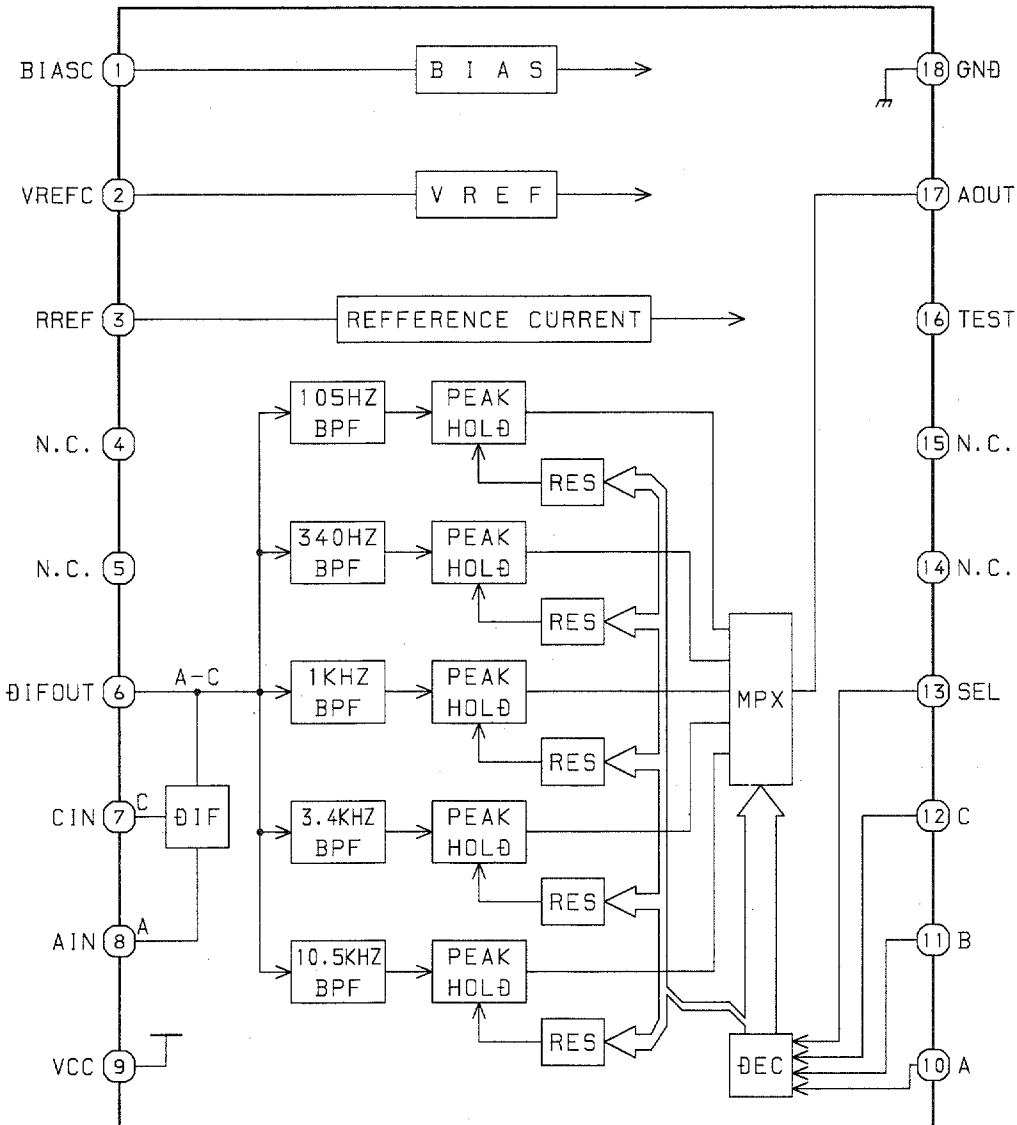 BIASC 1 BIAS 18 GND
VREFC 2 VREF 17 AOUT
RREF 3 REFFERENCE CURRENT 16 TEST
105HZ BPF
PEAK HOLD
N.C. 4
15 N.C.
RES
340HZ BPF
PEAK HOLD
N.C. 5
14 N.C.
RES
DIFOUT 6 A-C
1KHZ BPF
PEAK HOLD
MPX
13 SEL
RES
CIN 7 C DIF
3.4KHZ BPF
PEAK HOLD
12 C
RES
AIN 8 A
10.5KHZ BPF
PEAK HOLD
11 B
RES
VCC 9
DEC
10 A